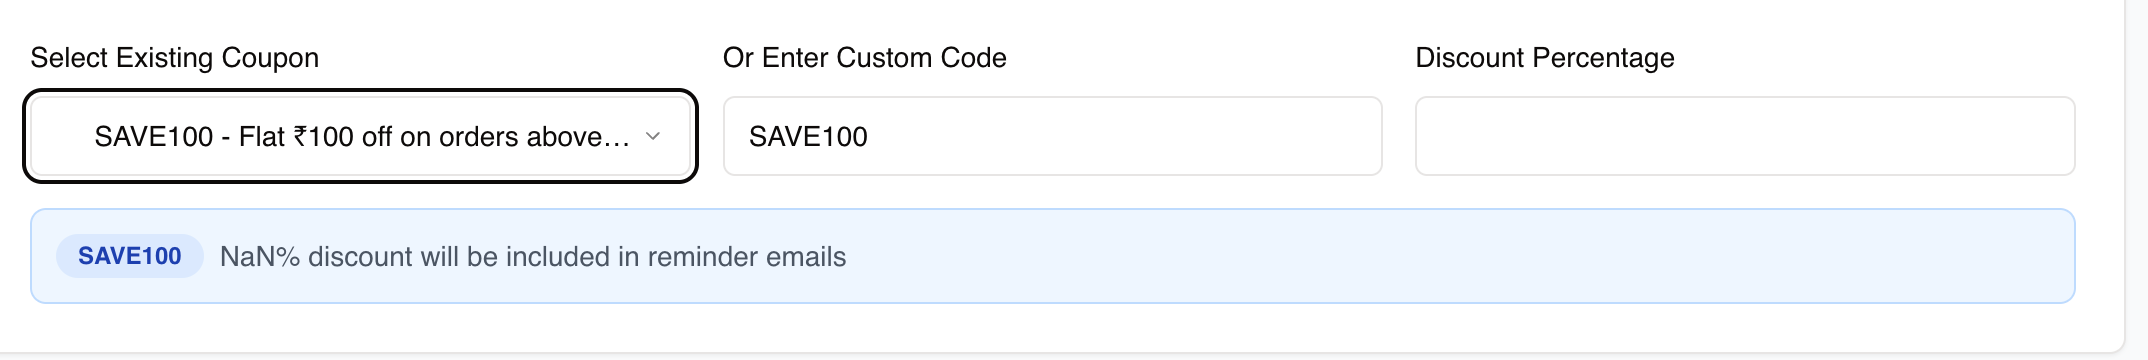 Select Existing Coupon
Or Enter Custom Code
Discount Percentage
SAVE100 - Flat ₹100 off on orders above...
SAVE100
SAVE100 NaN% discount will be included in reminder emails